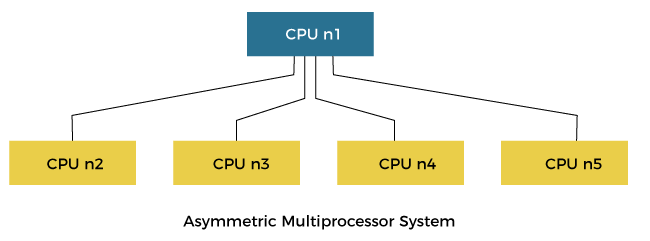 CPU n1
CPU n2
CPU n3
CPU n4
CPU n5
Asymmetric Multiprocessor System